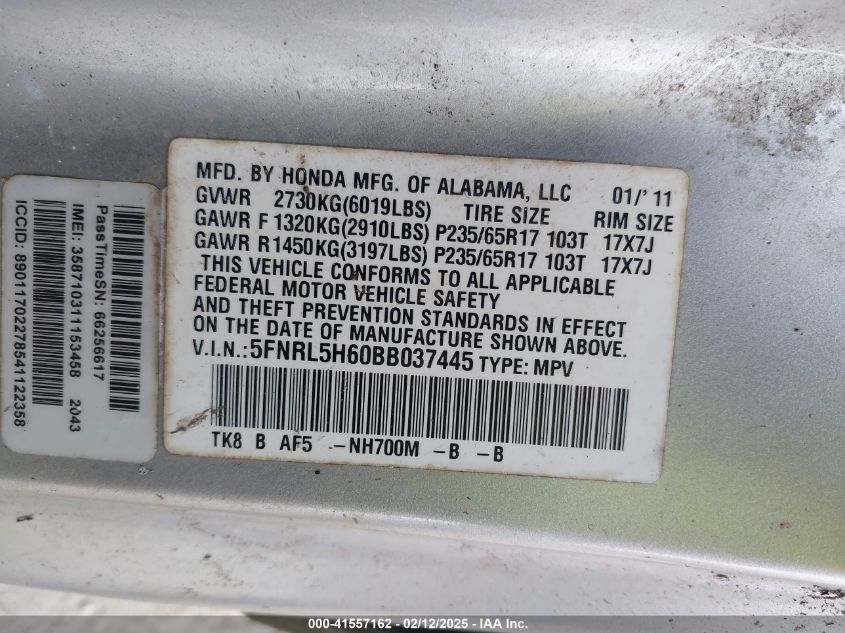 MFD. BY HONDA MFG. OF ALABAMA, LLC 01/'11
GVWR 2730KG(6019LBS) TIRE SIZE RIM SIZE
GAWR F 1320KG(2910LBS) P235/65R17 103T 17X7J
GAWR R1450KG(3197LBS) P235/65R17 103T 17X7J
THIS VEHICLE CONFORMS TO ALL APPLICABLE
FEDERAL MOTOR VEHICLE SAFETY
AND THEFT PREVENTION STANDARDS IN EFFECT
ON THE DATE OF MANUFACTURE SHOWN ABOVE.
V.I.N.:5FNRL5H60BB037445 TYPE: MPV
TK8 B AF5 -NH700M -B -B
PassTimeSN: 66256617
IMEI: 358710311153458 2043
ICCID: 89011702278541122358
000-41557162 - 02/12/2025 - IAA Inc.